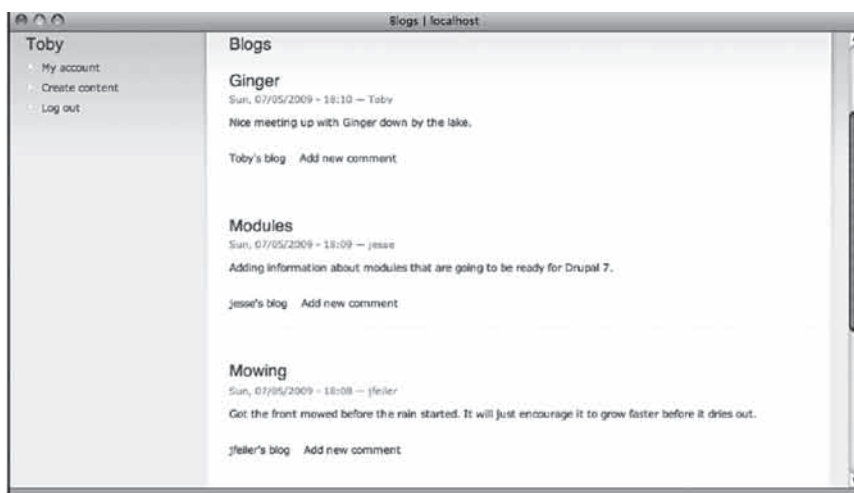 Blogs | localhost
Toby
My account
Create content
Log out
Blogs
Ginger
Sun, 07/05/2009 - 18:10 — Toby
Nice meeting up with Ginger down by the lake.
Toby's blog Add new comment
Modules
Sun, 07/05/2009 - 18:09 — jesse
Adding information about modules that are going to be ready for Drupal 7.
jesse's blog Add new comment
Mowing
Sun, 07/05/2009 - 18:08 — jfeiler
Got the front mowed before the rain started. It will just encourage it to grow faster before it dries out.
jfeiler's blog Add new comment